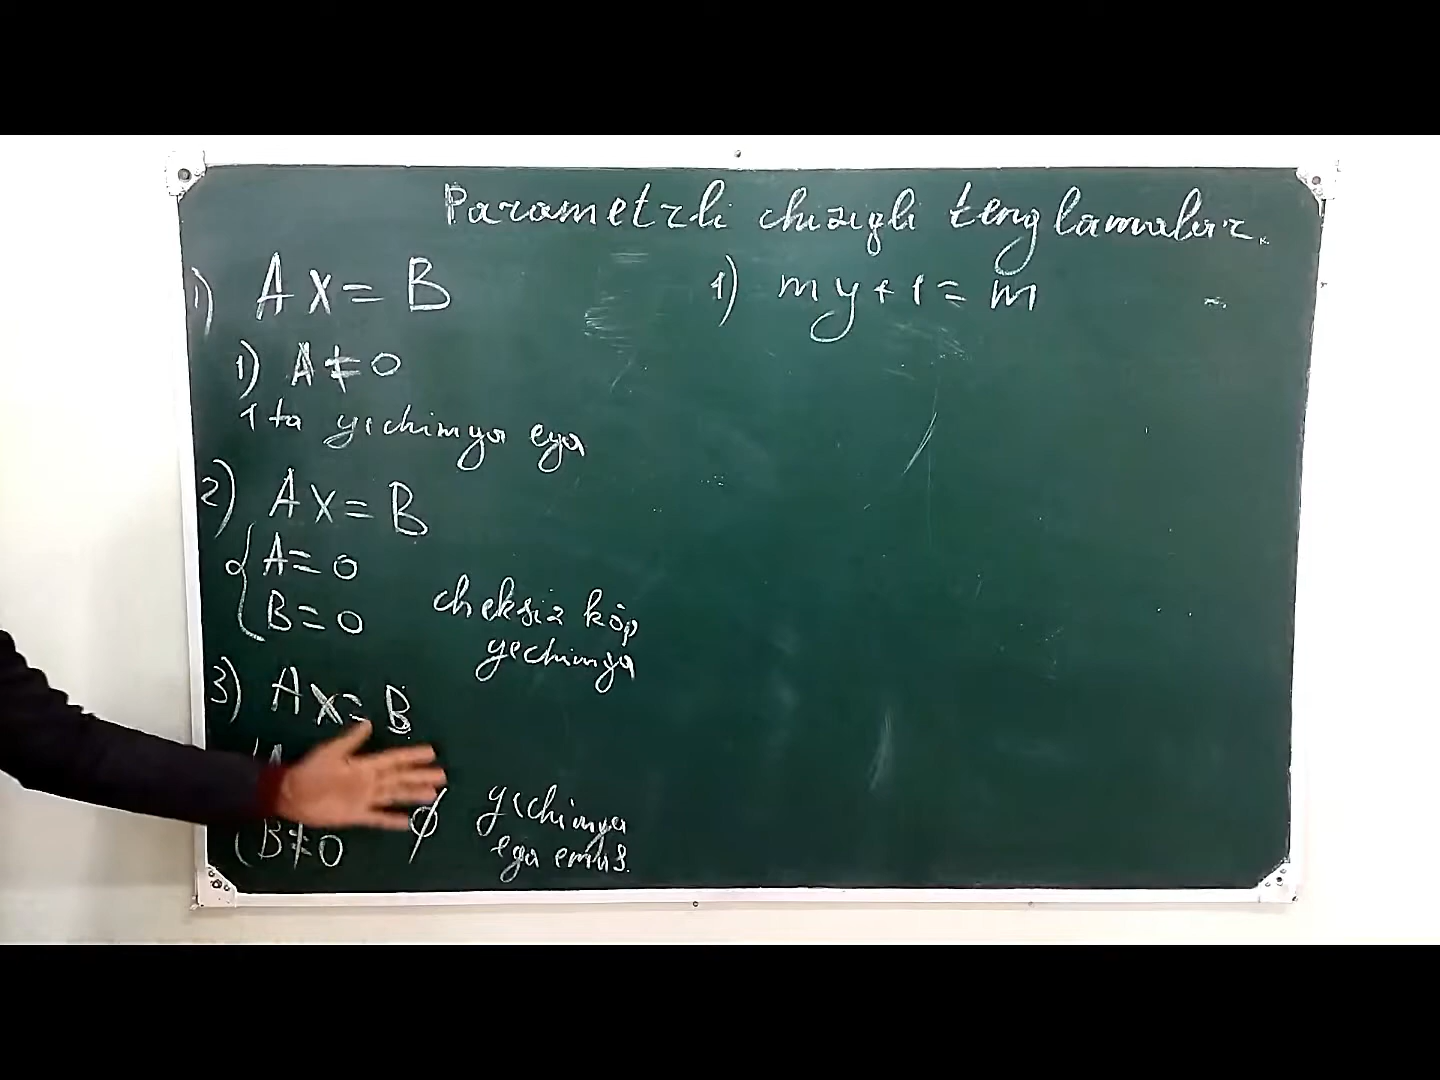 Parametrli chiziqli tenglamalar.
1) Ax = B
1) A ≠ 0
1 ta yechimga ega
2) Ax = B
{ A = 0
B = 0
cheksiz ko'p
yechimga
3) Ax = B
B ≠ 0 ∅
yechimga
ega emas.
1) my + 1 = m